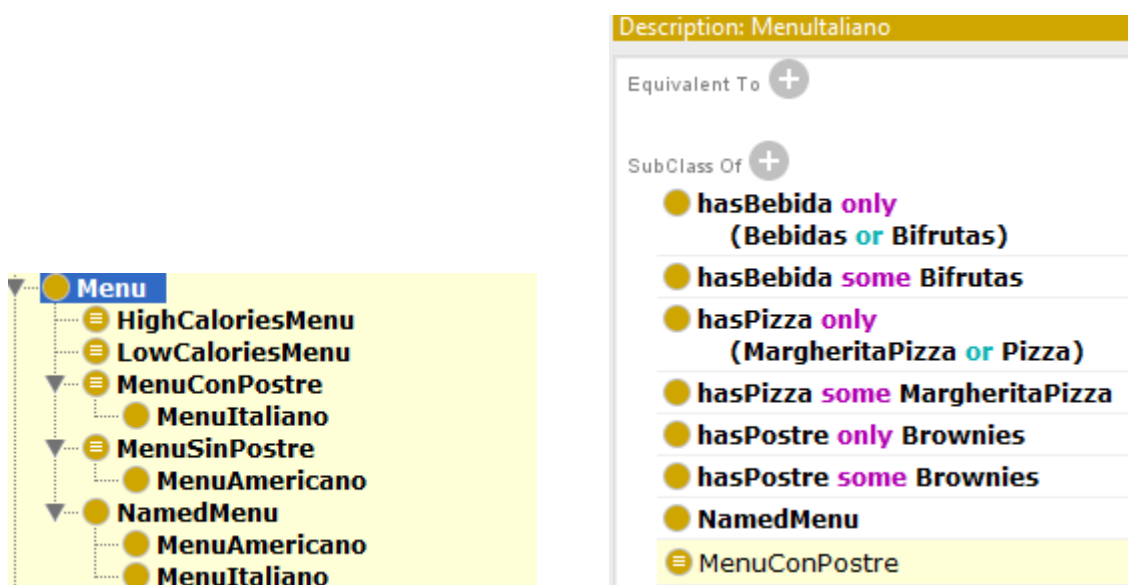 Menu
HighCaloriesMenu
LowCaloriesMenu
MenuConPostre
MenuItaliano
MenuSinPostre
MenuAmericano
NamedMenu
MenuAmericano
MenuItaliano
Description: MenuItaliano
Equivalent To
SubClass Of
hasBebida only
(Bebidas or Bifrutas)
hasBebida some Bifrutas
hasPizza only
(MargheritaPizza or Pizza)
hasPizza some MargheritaPizza
hasPostre only Brownies
hasPostre some Brownies
NamedMenu
MenuConPostre